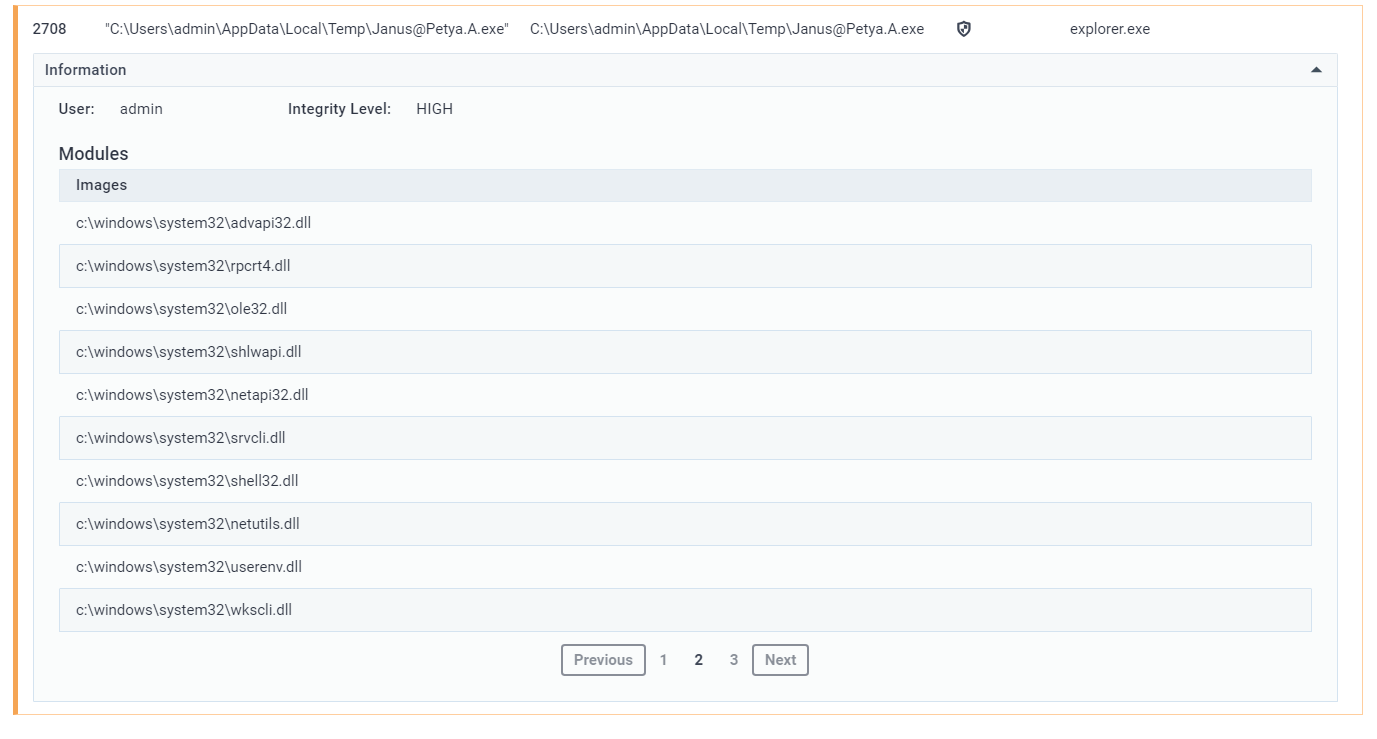 2708 "C:\Users\admin\AppData\Local\Temp\Janus@Petya.A.exe" C:\Users\admin\AppData\Local\Temp\Janus@Petya.A.exe explorer.exe
Information
User: admin Integrity Level: HIGH
Modules
Images
c:\windows\system32\advapi32.dll
c:\windows\system32\rpcrt4.dll
c:\windows\system32\ole32.dll
c:\windows\system32\shlwapi.dll
c:\windows\system32\netapi32.dll
c:\windows\system32\srvcli.dll
c:\windows\system32\shell32.dll
c:\windows\system32\netutils.dll
c:\windows\system32\userenv.dll
c:\windows\system32\wkscli.dll
Previous 1 2 3 Next